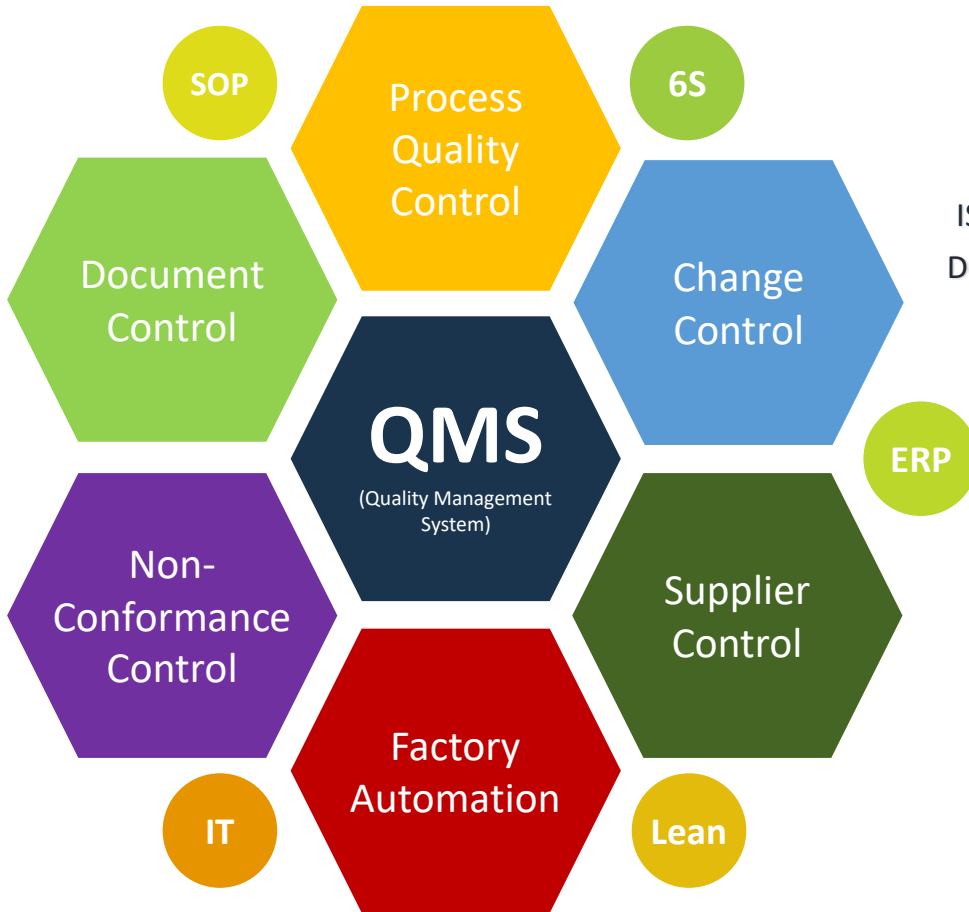 SOP
Process
Quality
Control
6S
Document
Control
Change
Control
QMS
(Quality Management
System)
ERP
Non-
Conformance
Control
Supplier
Control
Factory
Automation
IT
Lean